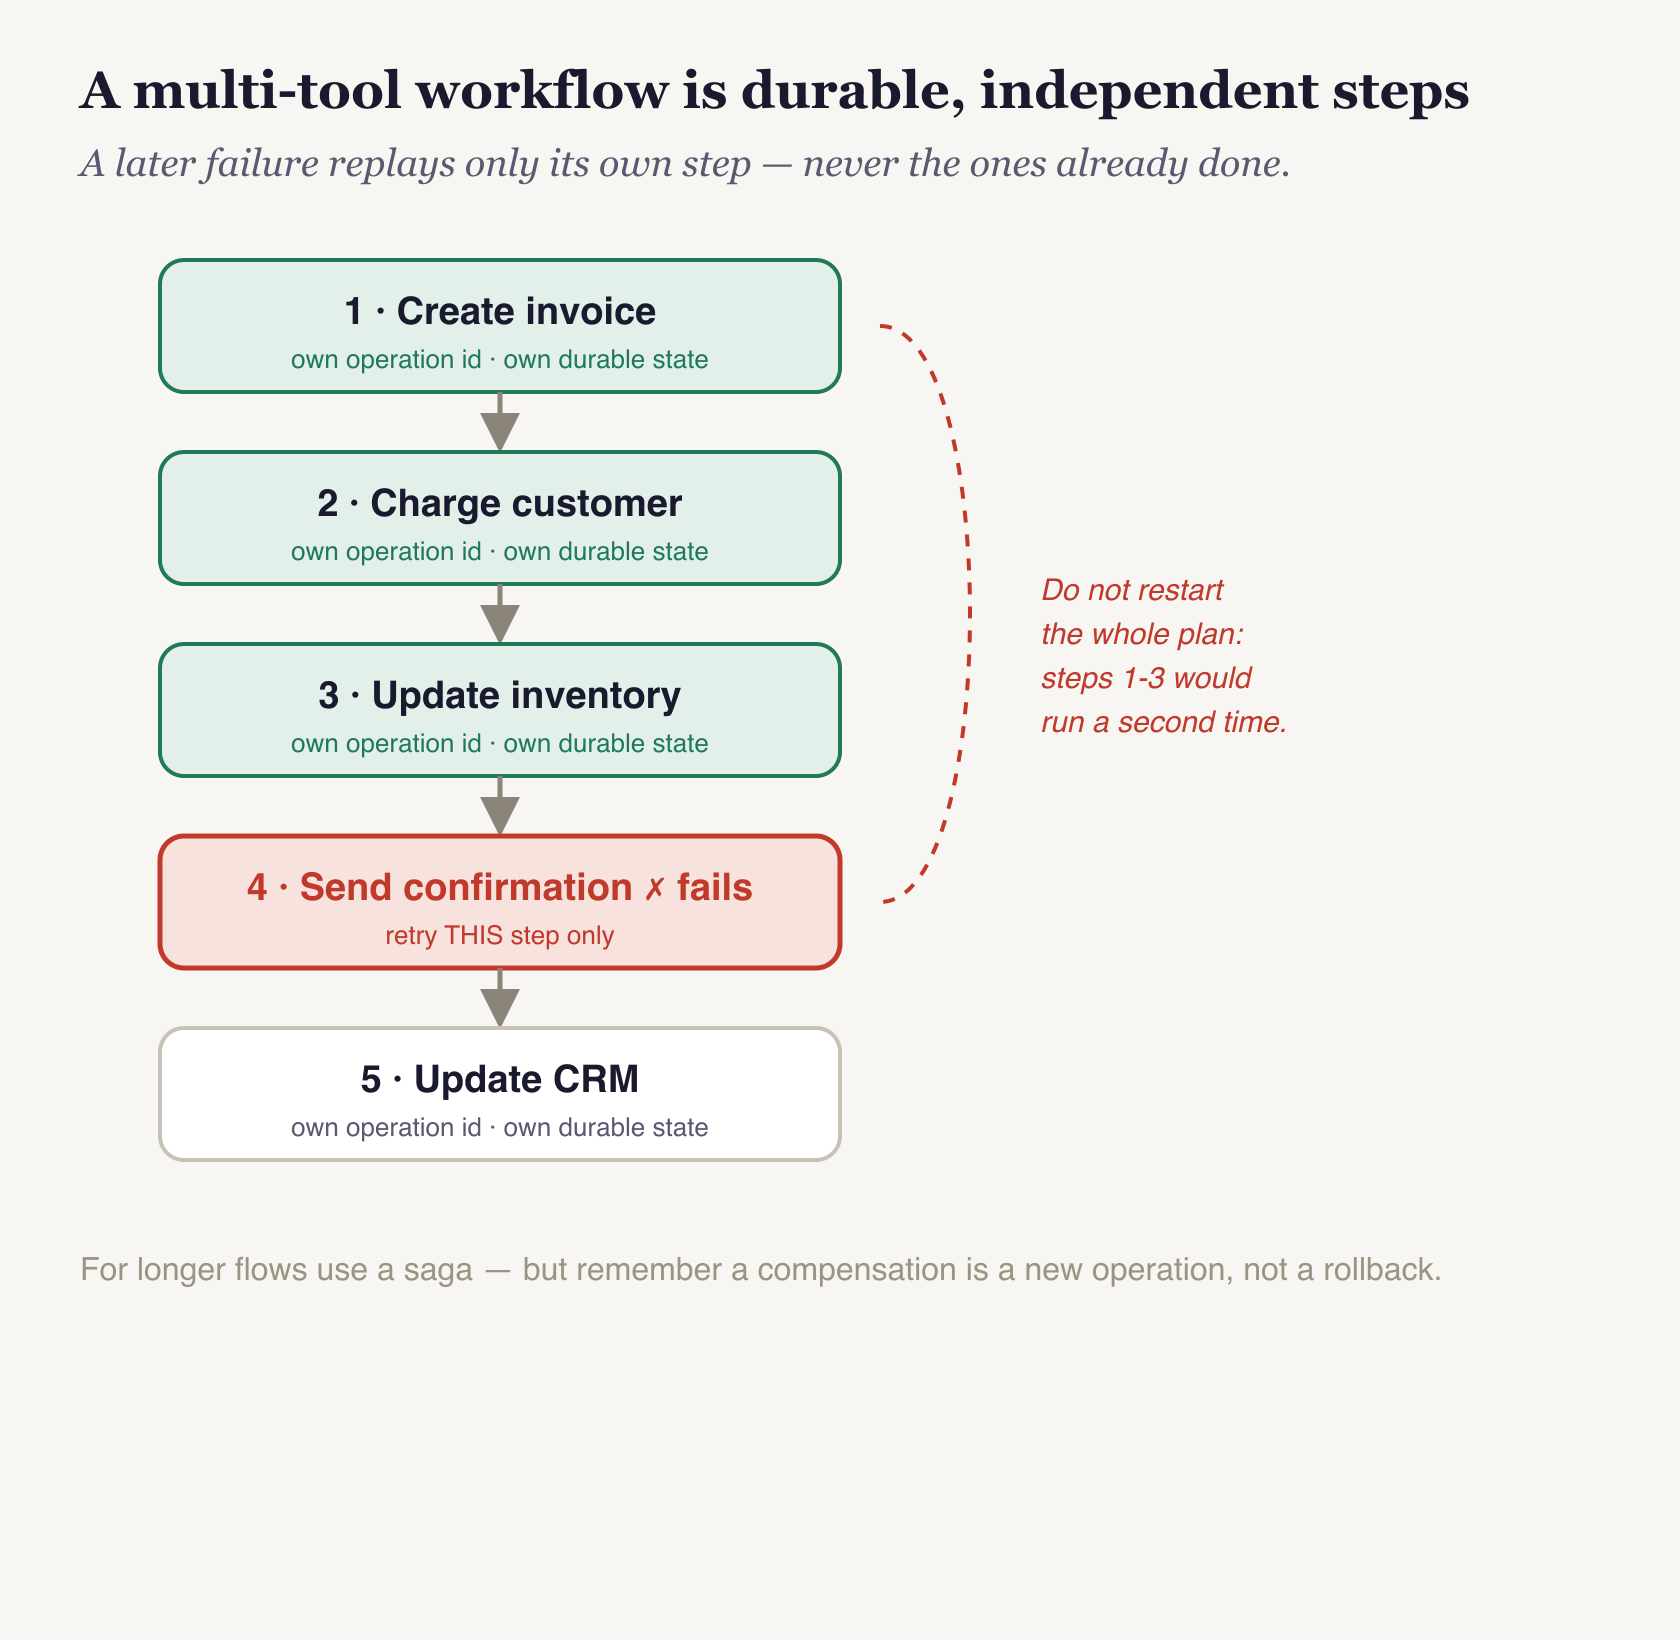 A multi-tool workflow is durable, independent steps
A later failure replays only its own step — never the ones already done.
1 · Create invoice
own operation id · own durable state
2 · Charge customer
own operation id · own durable state
3 · Update inventory
own operation id · own durable state
4 · Send confirmation ✗ fails
retry THIS step only
5 · Update CRM
own operation id · own durable state
Do not restart
the whole plan:
steps 1-3 would
run a second time.
For longer flows use a saga — but remember a compensation is a new operation, not a rollback.